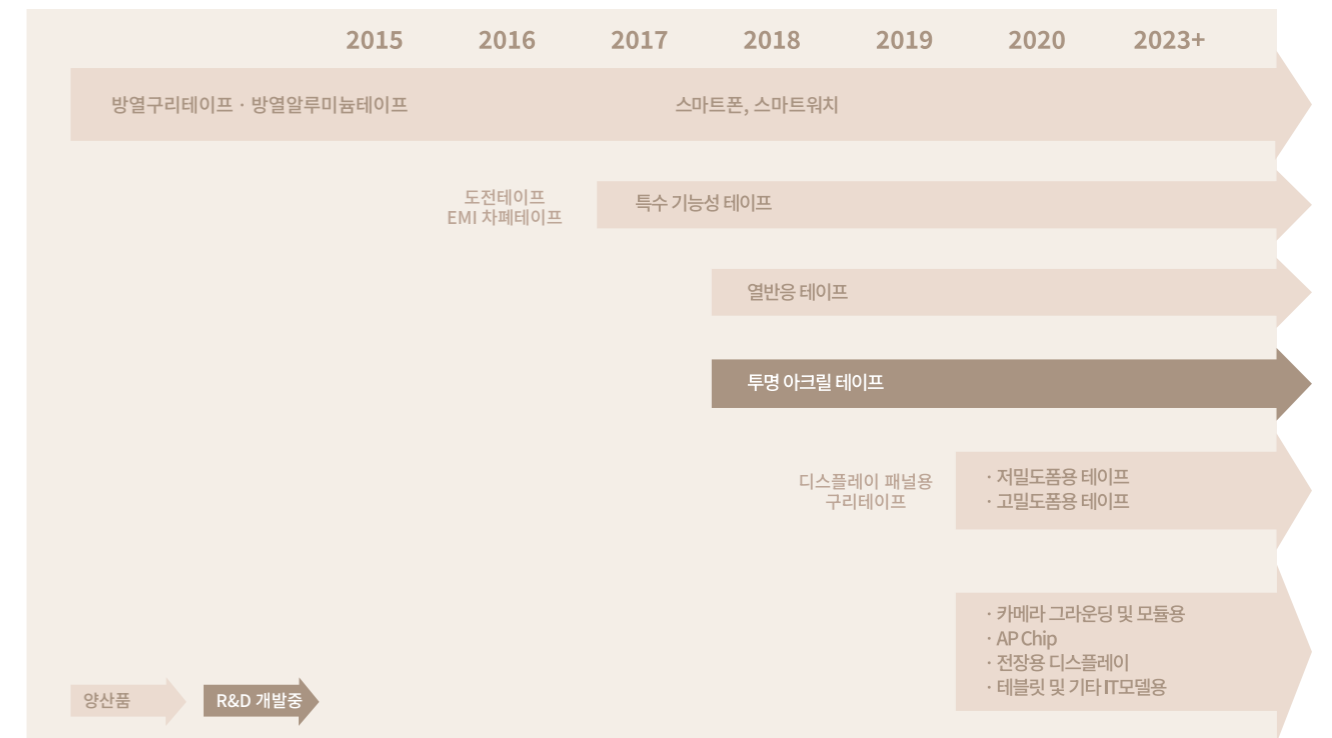 2015 2016 2017 2018 2019 2020 2023+
방열구리테이프 · 방열알루미늄테이프 스마트폰, 스마트워치
도전테이프
EMI 차폐테이프
특수 기능성 테이프
열반응 테이프
투명 아크릴 테이프
디스플레이 패널용
구리테이프
· 저밀도폼용 테이프
· 고밀도폼용 테이프
· 카메라 그라운딩 및 모듈용
· AP Chip
· 전장용 디스플레이
· 테블릿 및 기타 IT모델용
양산품
R&D 개발중